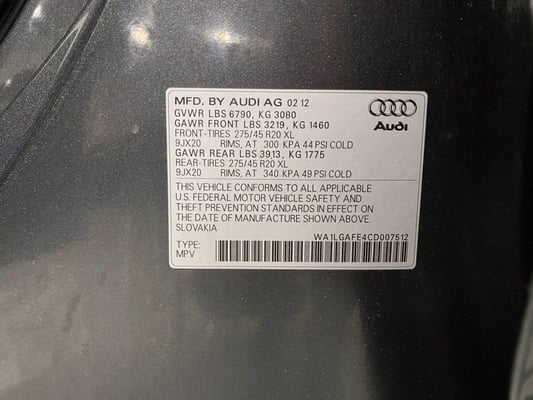 MFD. BY AUDI AG 02 12
GVWR LBS 6790, KG 3080
GAWR FRONT LBS 3219, KG 1460
FRONT-TIRES 275/45 R20 XL
9JX20 RIMS, AT 300 KPA 44 PSI COLD
GAWR REAR LBS 3913, KG 1775
REAR-TIRES 275/45 R20 XL
9JX20 RIMS, AT 340 KPA 49 PSI COLD
Audi
THIS VEHICLE CONFORMS TO ALL APPLICABLE
U.S. FEDERAL MOTOR VEHICLE SAFETY AND
THEFT PREVENTION STANDARDS IN EFFECT ON
THE DATE OF MANUFACTURE SHOWN ABOVE.
SLOVAKIA
WA1LGAFE4CD007512
TYPE:
MPV